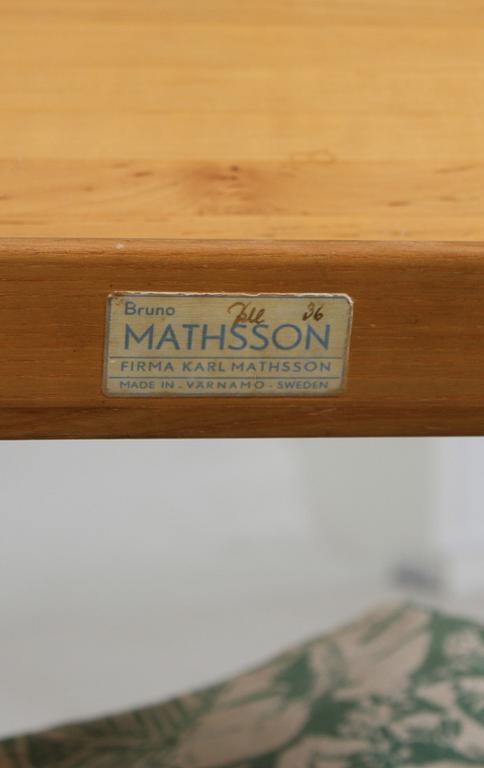 Bruno 36
MATHSSON
FIRMA KARL MATHSSON
MADE IN - VÄRNAMO - SWEDEN